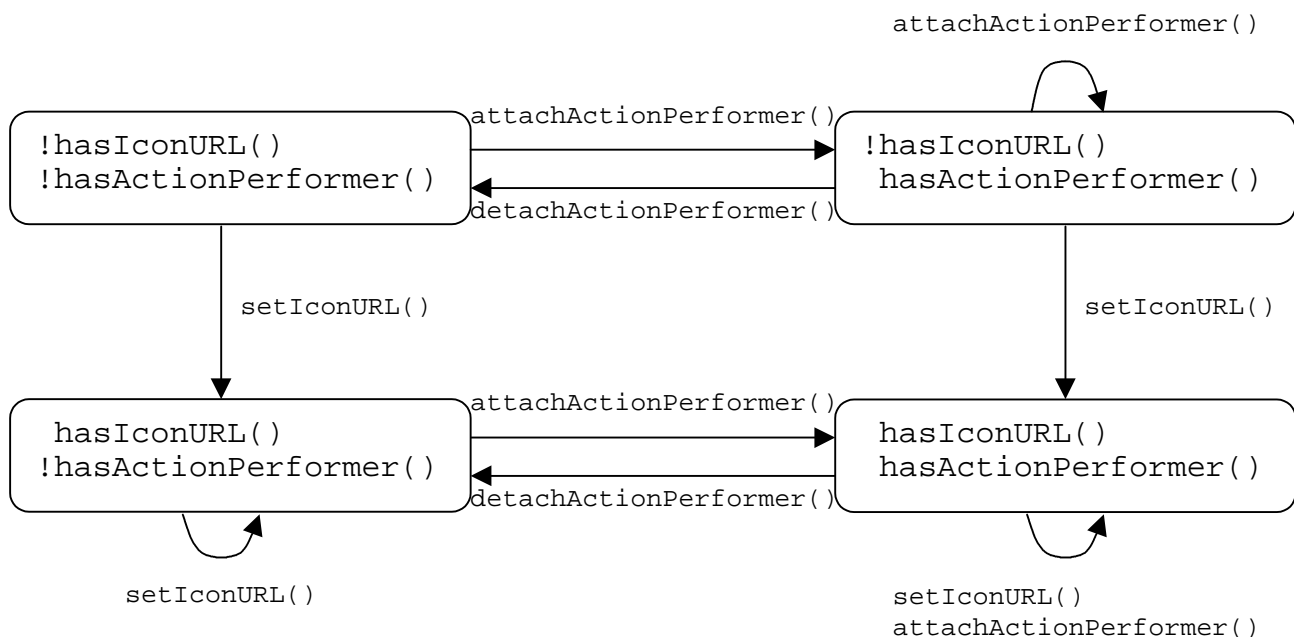 attachActionPerformer()
!hasIconURL()
!hasActionPerformer()
attachActionPerformer()
detachActionPerformer()
!hasIconURL()
hasActionPerformer()
setIconURL()
setIconURL()
hasIconURL()
!hasActionPerformer()
attachActionPerformer()
detachActionPerformer()
hasIconURL()
hasActionPerformer()
setIconURL()
setIconURL()
attachActionPerformer()